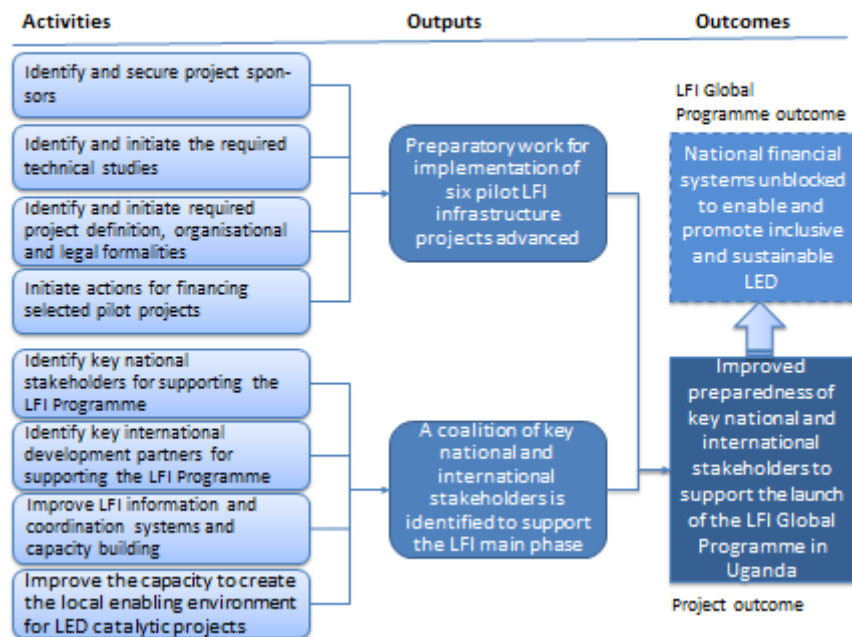 Activities
Outputs
Outcomes
Identify and secure project spon-
sors
Identify and initiate the required
technical studies
Identify and initiate required
project definition, organisational
and legal formalities
Initiate actions for financing
selected pilot projects
Identify key national
stakeholders for supporting the
LFI Programme
Identify key international
development partners for
supporting the LFI Programme
Improve LFI information and
coordination systems and
capacity building
Improve the capacity to create
the local enabling environment
for LED catalytic projects
Preparatory work for
implementation of
six pilot LFI
infrastructure
projects advanced
A coalition of key
national and
international
stakeholders is
identified to support
the LFI main phase
LFI Global
Programme outcome
National financial
systems unblocked
to enable and
promote inclusive
and sustainable
LED
Improved
preparedness of
key national and
international
stakeholders to
support the launch
of the LFI Global
Programme in
Uganda
Project outcome